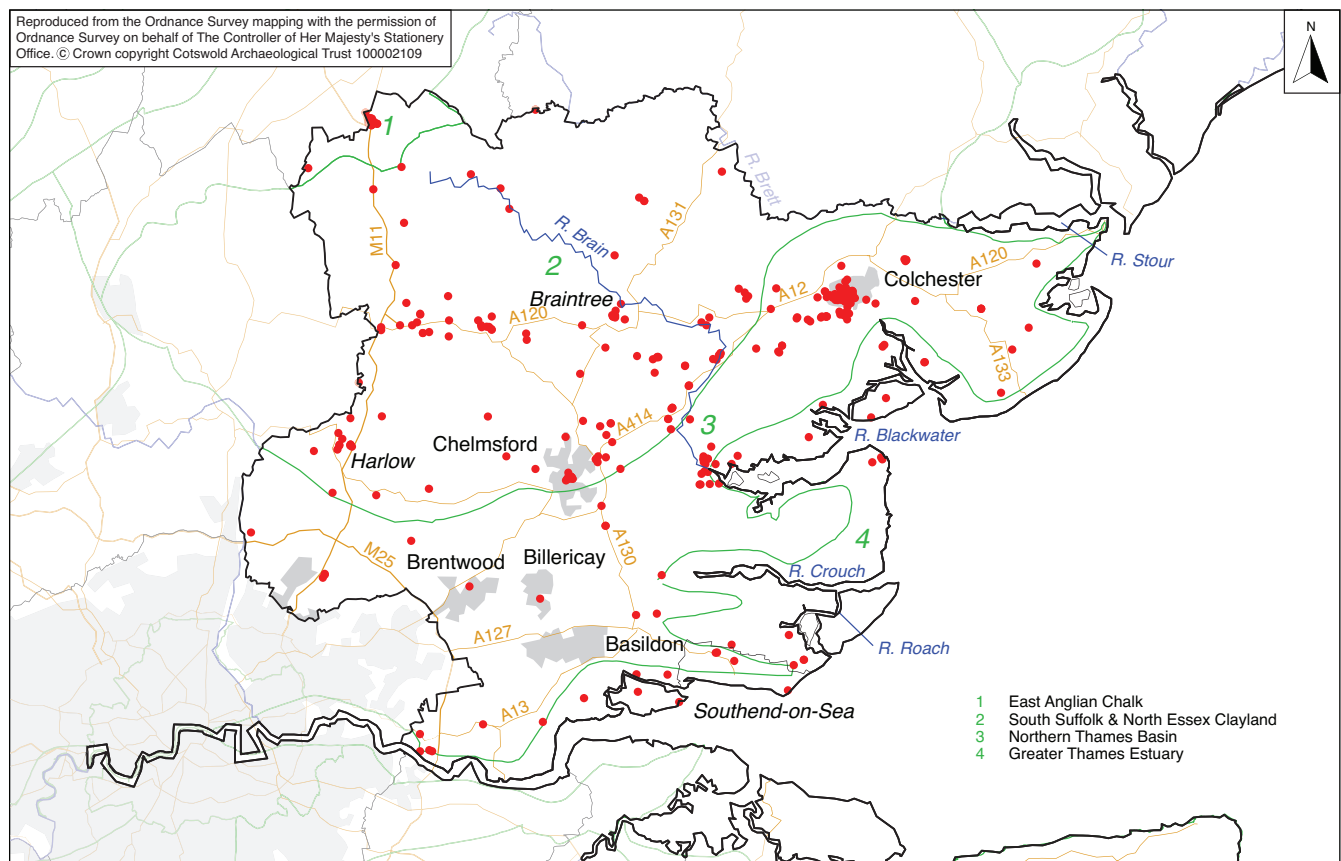 Reproduced from the Ordnance Survey mapping with the permission of
Ordnance Survey on behalf of The Controller of Her Majesty's Stationery
Office. © Crown copyright Cotswold Archaeological Trust 100002109
N
1
R. Brett
A131
M11
R. Brain
R. Stour
2
A120
Colchester
Braintree
A12
A120
A133
A414
3
Chelmsford
R. Blackwater
Harlow
4
A130
M25
Brentwood
Billericay
R. Crouch
A127
Basildon
R. Roach
A13
Southend-on-Sea
1 East Anglian Chalk
2 South Suffolk & North Essex Clayland
3 Northern Thames Basin
4 Greater Thames Estuary